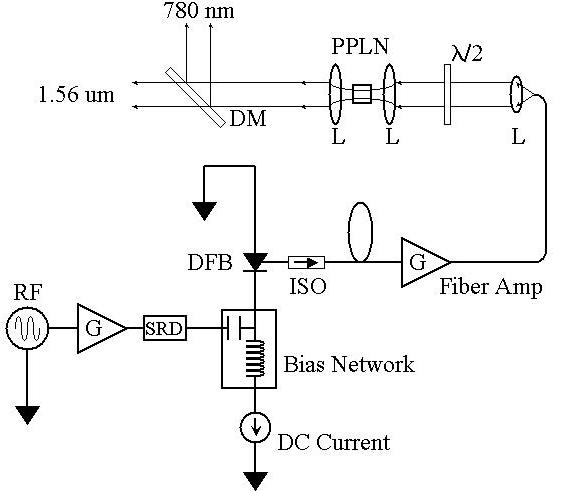 780 nm
PPLN
λ/2
1.56 um
DM
L
L
L
DFB
ISO
G
Fiber Amp
RF
G
SRD
Bias Network
DC Current